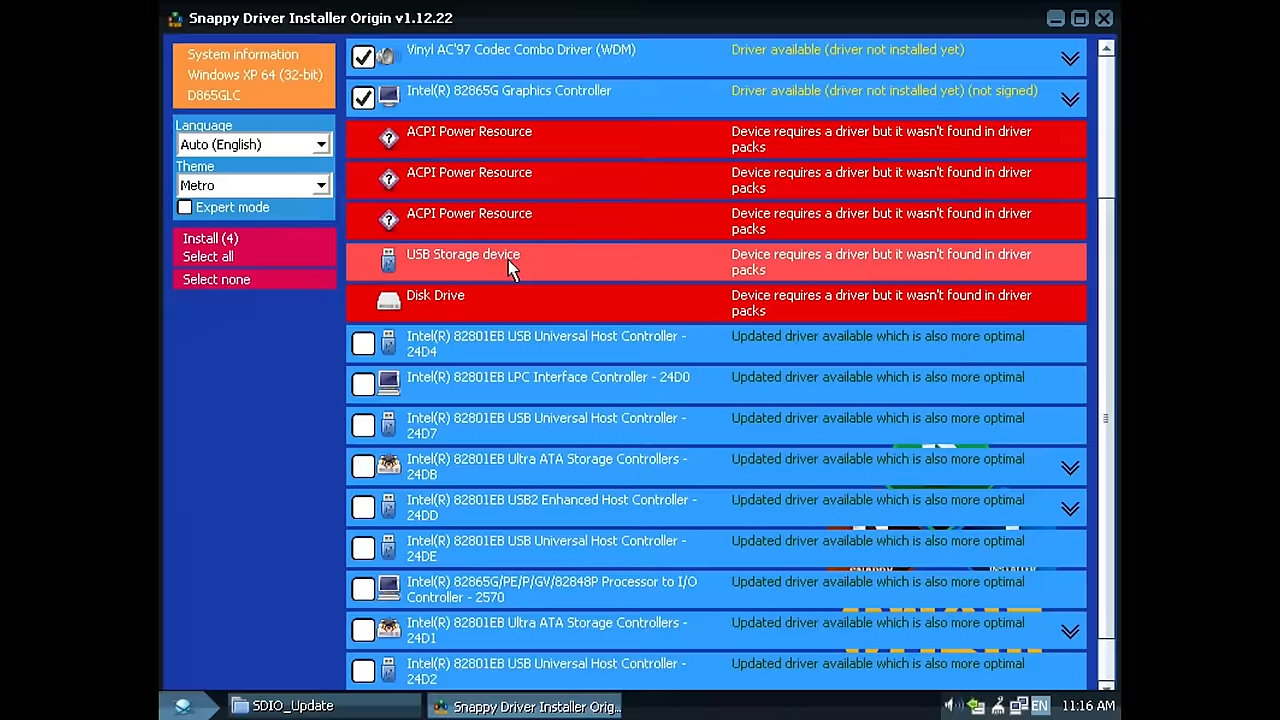 Snappy Driver Installer Origin v1.12.22
System information
Windows XP 64 (32-bit)
D865GLC
Language
Auto (English)
Theme
Metro
Expert mode
Install (4)
Select all
Select none
Vinyl AC'97 Codec Combo Driver (WDM)
Driver available (driver not installed yet)
Intel(R) 82865G Graphics Controller
Driver available (driver not installed yet) (not signed)
ACPI Power Resource
Device requires a driver but it wasn't found in driver
packs
ACPI Power Resource
Device requires a driver but it wasn't found in driver
packs
ACPI Power Resource
Device requires a driver but it wasn't found in driver
packs
USB Storage device
Device requires a driver but it wasn't found in driver
packs
Disk Drive
Device requires a driver but it wasn't found in driver
packs
Intel(R) 82801EB USB Universal Host Controller -
24D4
Updated driver available which is also more optimal
Intel(R) 82801EB LPC Interface Controller - 24D0
Updated driver available which is also more optimal
Intel(R) 82801EB USB Universal Host Controller -
24D7
Updated driver available which is also more optimal
Intel(R) 82801EB Ultra ATA Storage Controllers -
24DB
Updated driver available which is also more optimal
Intel(R) 82801EB USB2 Enhanced Host Controller -
24DD
Updated driver available which is also more optimal
Intel(R) 82801EB USB Universal Host Controller -
24DE
Updated driver available which is also more optimal
Intel(R) 82865G/PE/P/GV/82848P Processor to I/O
Controller - 2570
Updated driver available which is also more optimal
Intel(R) 82801EB Ultra ATA Storage Controllers -
24D1
Updated driver available which is also more optimal
Intel(R) 82801EB USB Universal Host Controller -
24D2
Updated driver available which is also more optimal
SDIO_Update
Snappy Driver Installer Orig...
EN
11:16 AM